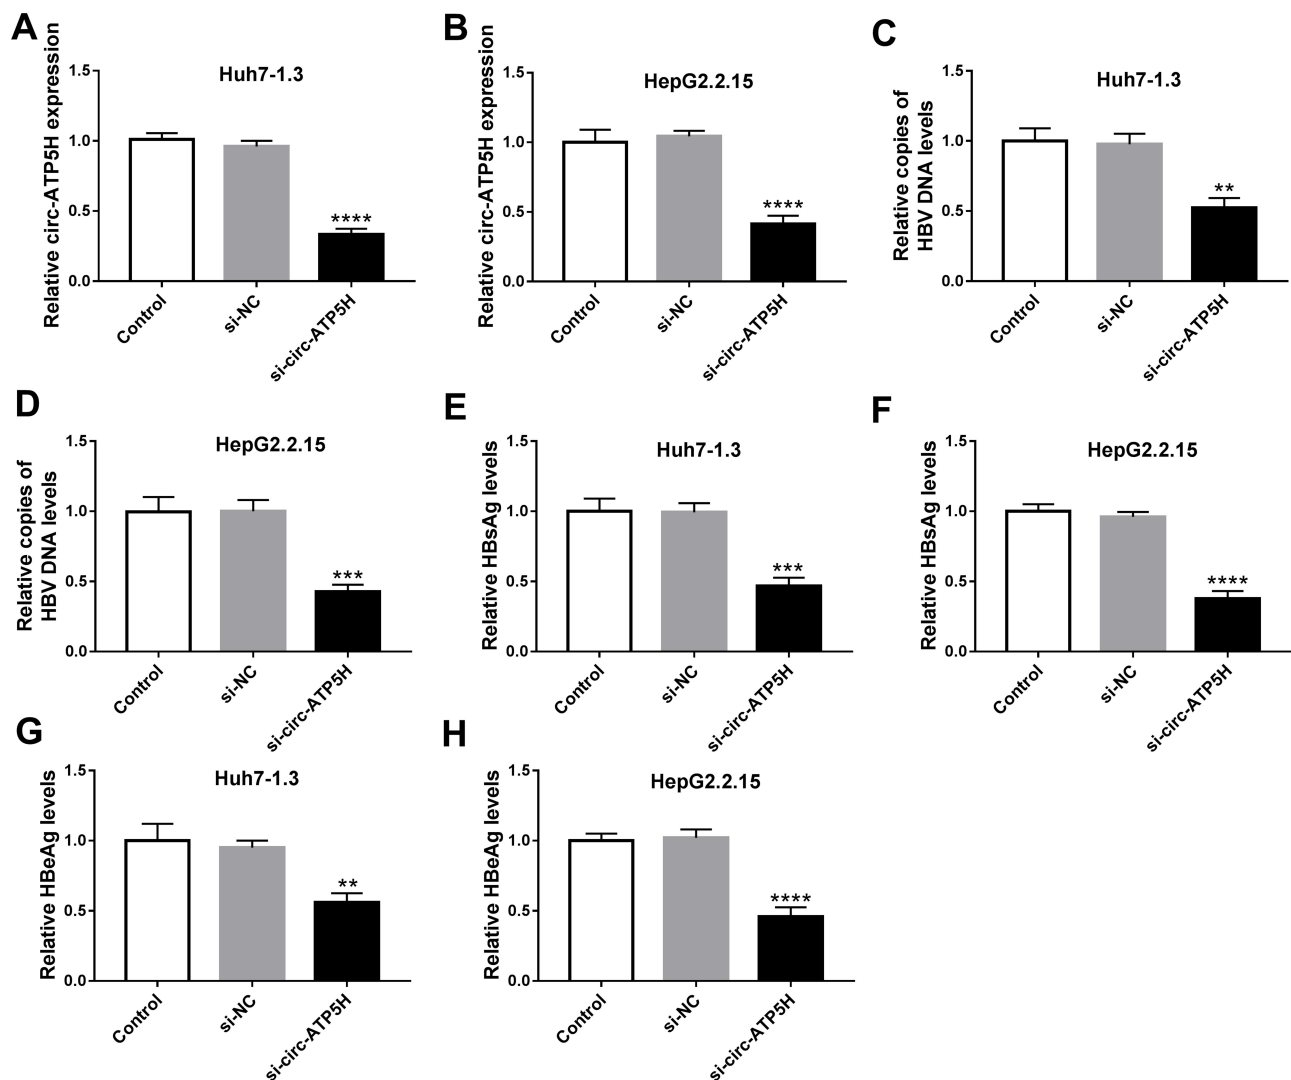 A
Relative circ-ATP5H expression
Huh7-1.3
1.5
1.0
0.5
0.0
****
Control
si-NC
si-circ-ATP5H
B
Relative circ-ATP5H expression
HepG2.2.15
1.5
1.0
0.5
0.0
****
Control
si-NC
si-circ-ATP5H
C
Relative copies of
HBV DNA levels
Huh7-1.3
1.5
1.0
0.5
0.0
**
Control
si-NC
si-circ-ATP5H
D
Relative copies of
HBV DNA levels
HepG2.2.15
1.5
1.0
0.5
0.0
***
Control
si-NC
si-circ-ATP5H
E
Relative HBsAg levels
Huh7-1.3
1.5
1.0
0.5
0.0
***
Control
si-NC
si-circ-ATP5H
F
Relative HBsAg levels
HepG2.2.15
1.5
1.0
0.5
0.0
****
Control
si-NC
si-circ-ATP5H
G
Relative HBeAg levels
Huh7-1.3
1.5
1.0
0.5
0.0
**
Control
si-NC
si-circ-ATP5H
H
Relative HBeAg levels
HepG2.2.15
1.5
1.0
0.5
0.0
****
Control
si-NC
si-circ-ATP5H